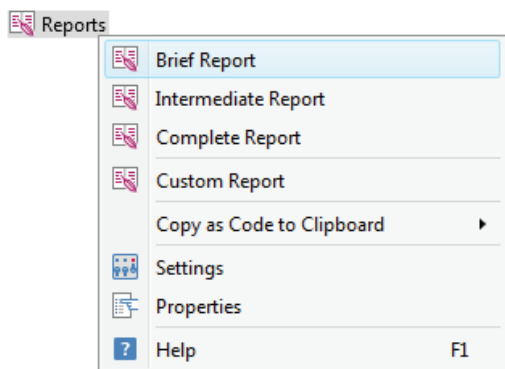 Reports
Brief Report
Intermediate Report
Complete Report
Custom Report
Copy as Code to Clipboard
Settings
Properties
? Help F1